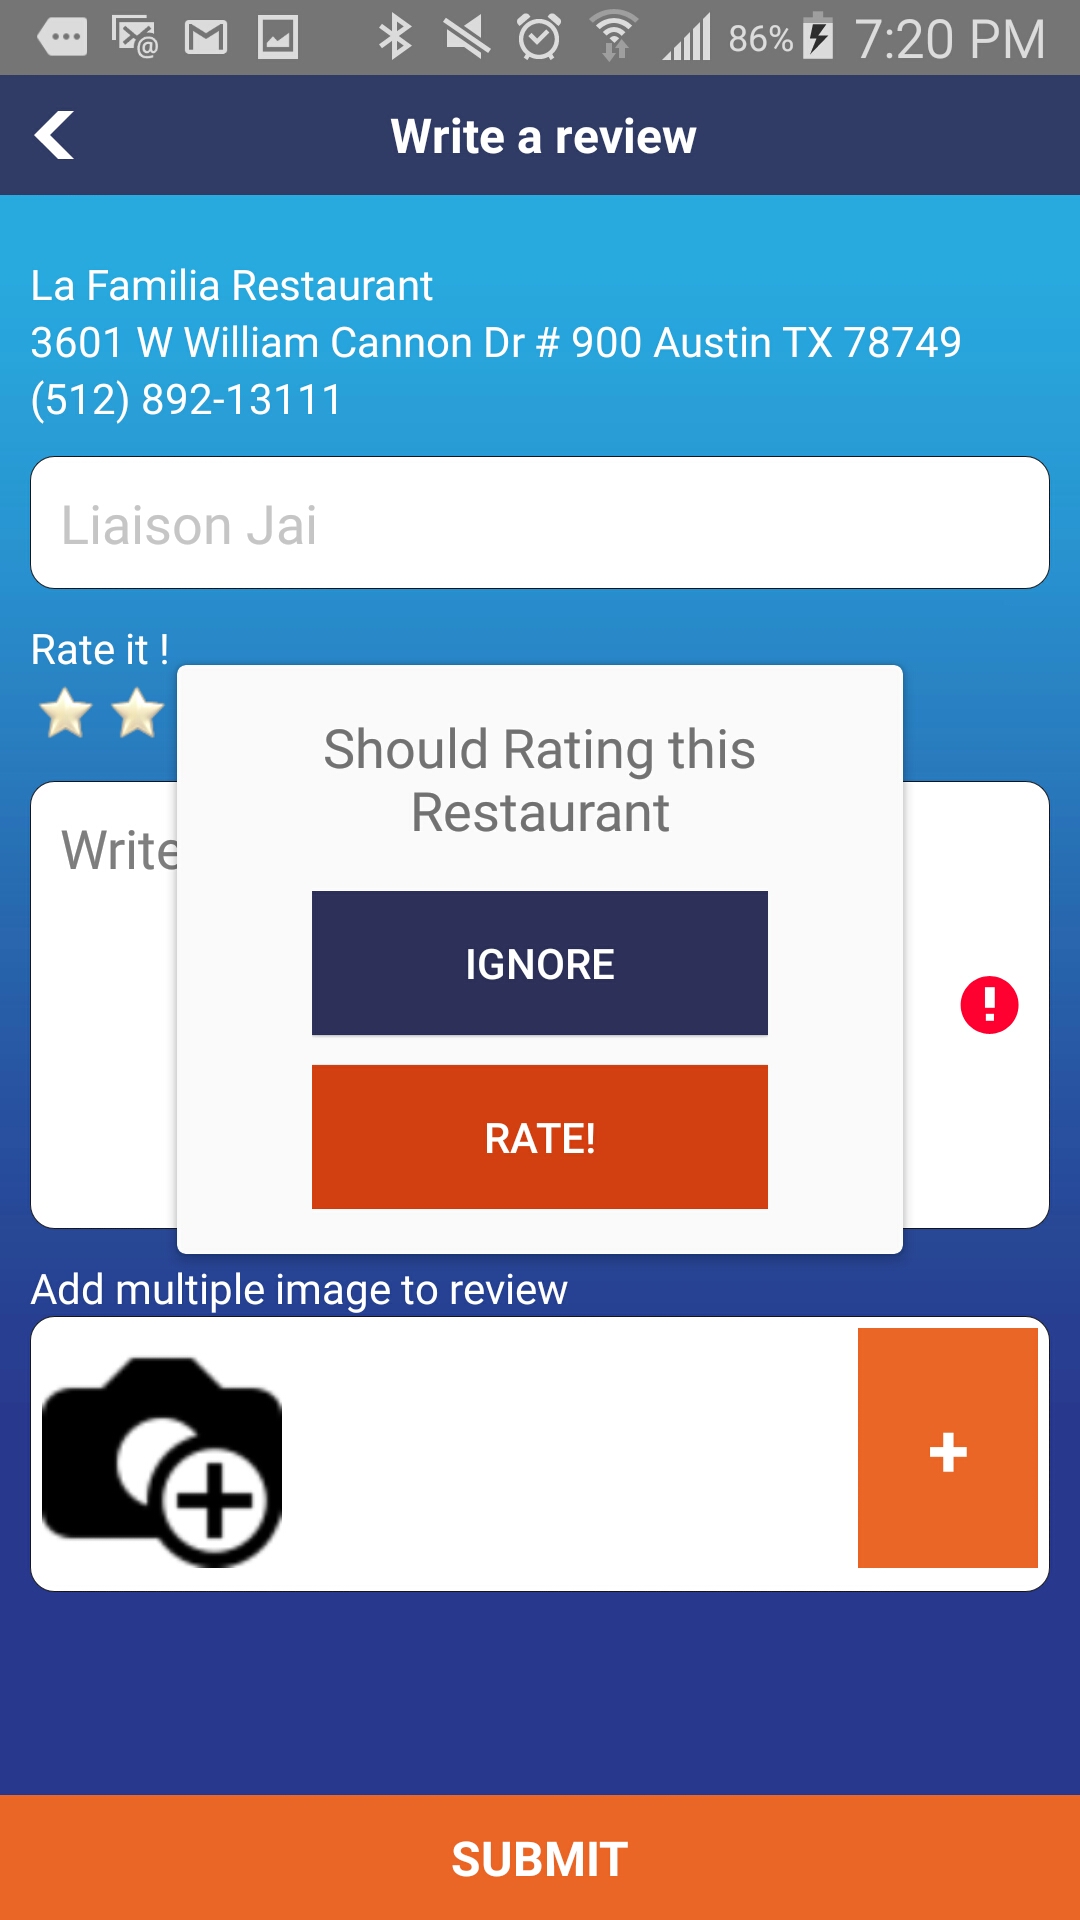 86% 7:20 PM
Write a review
La Familia Restaurant
3601 W William Cannon Dr # 900 Austin TX 78749
(512) 892-13111
Liaison Jai
Rate it !
Should Rating this
Restaurant
Write
IGNORE
RATE!
Add multiple image to review
+
SUBMIT